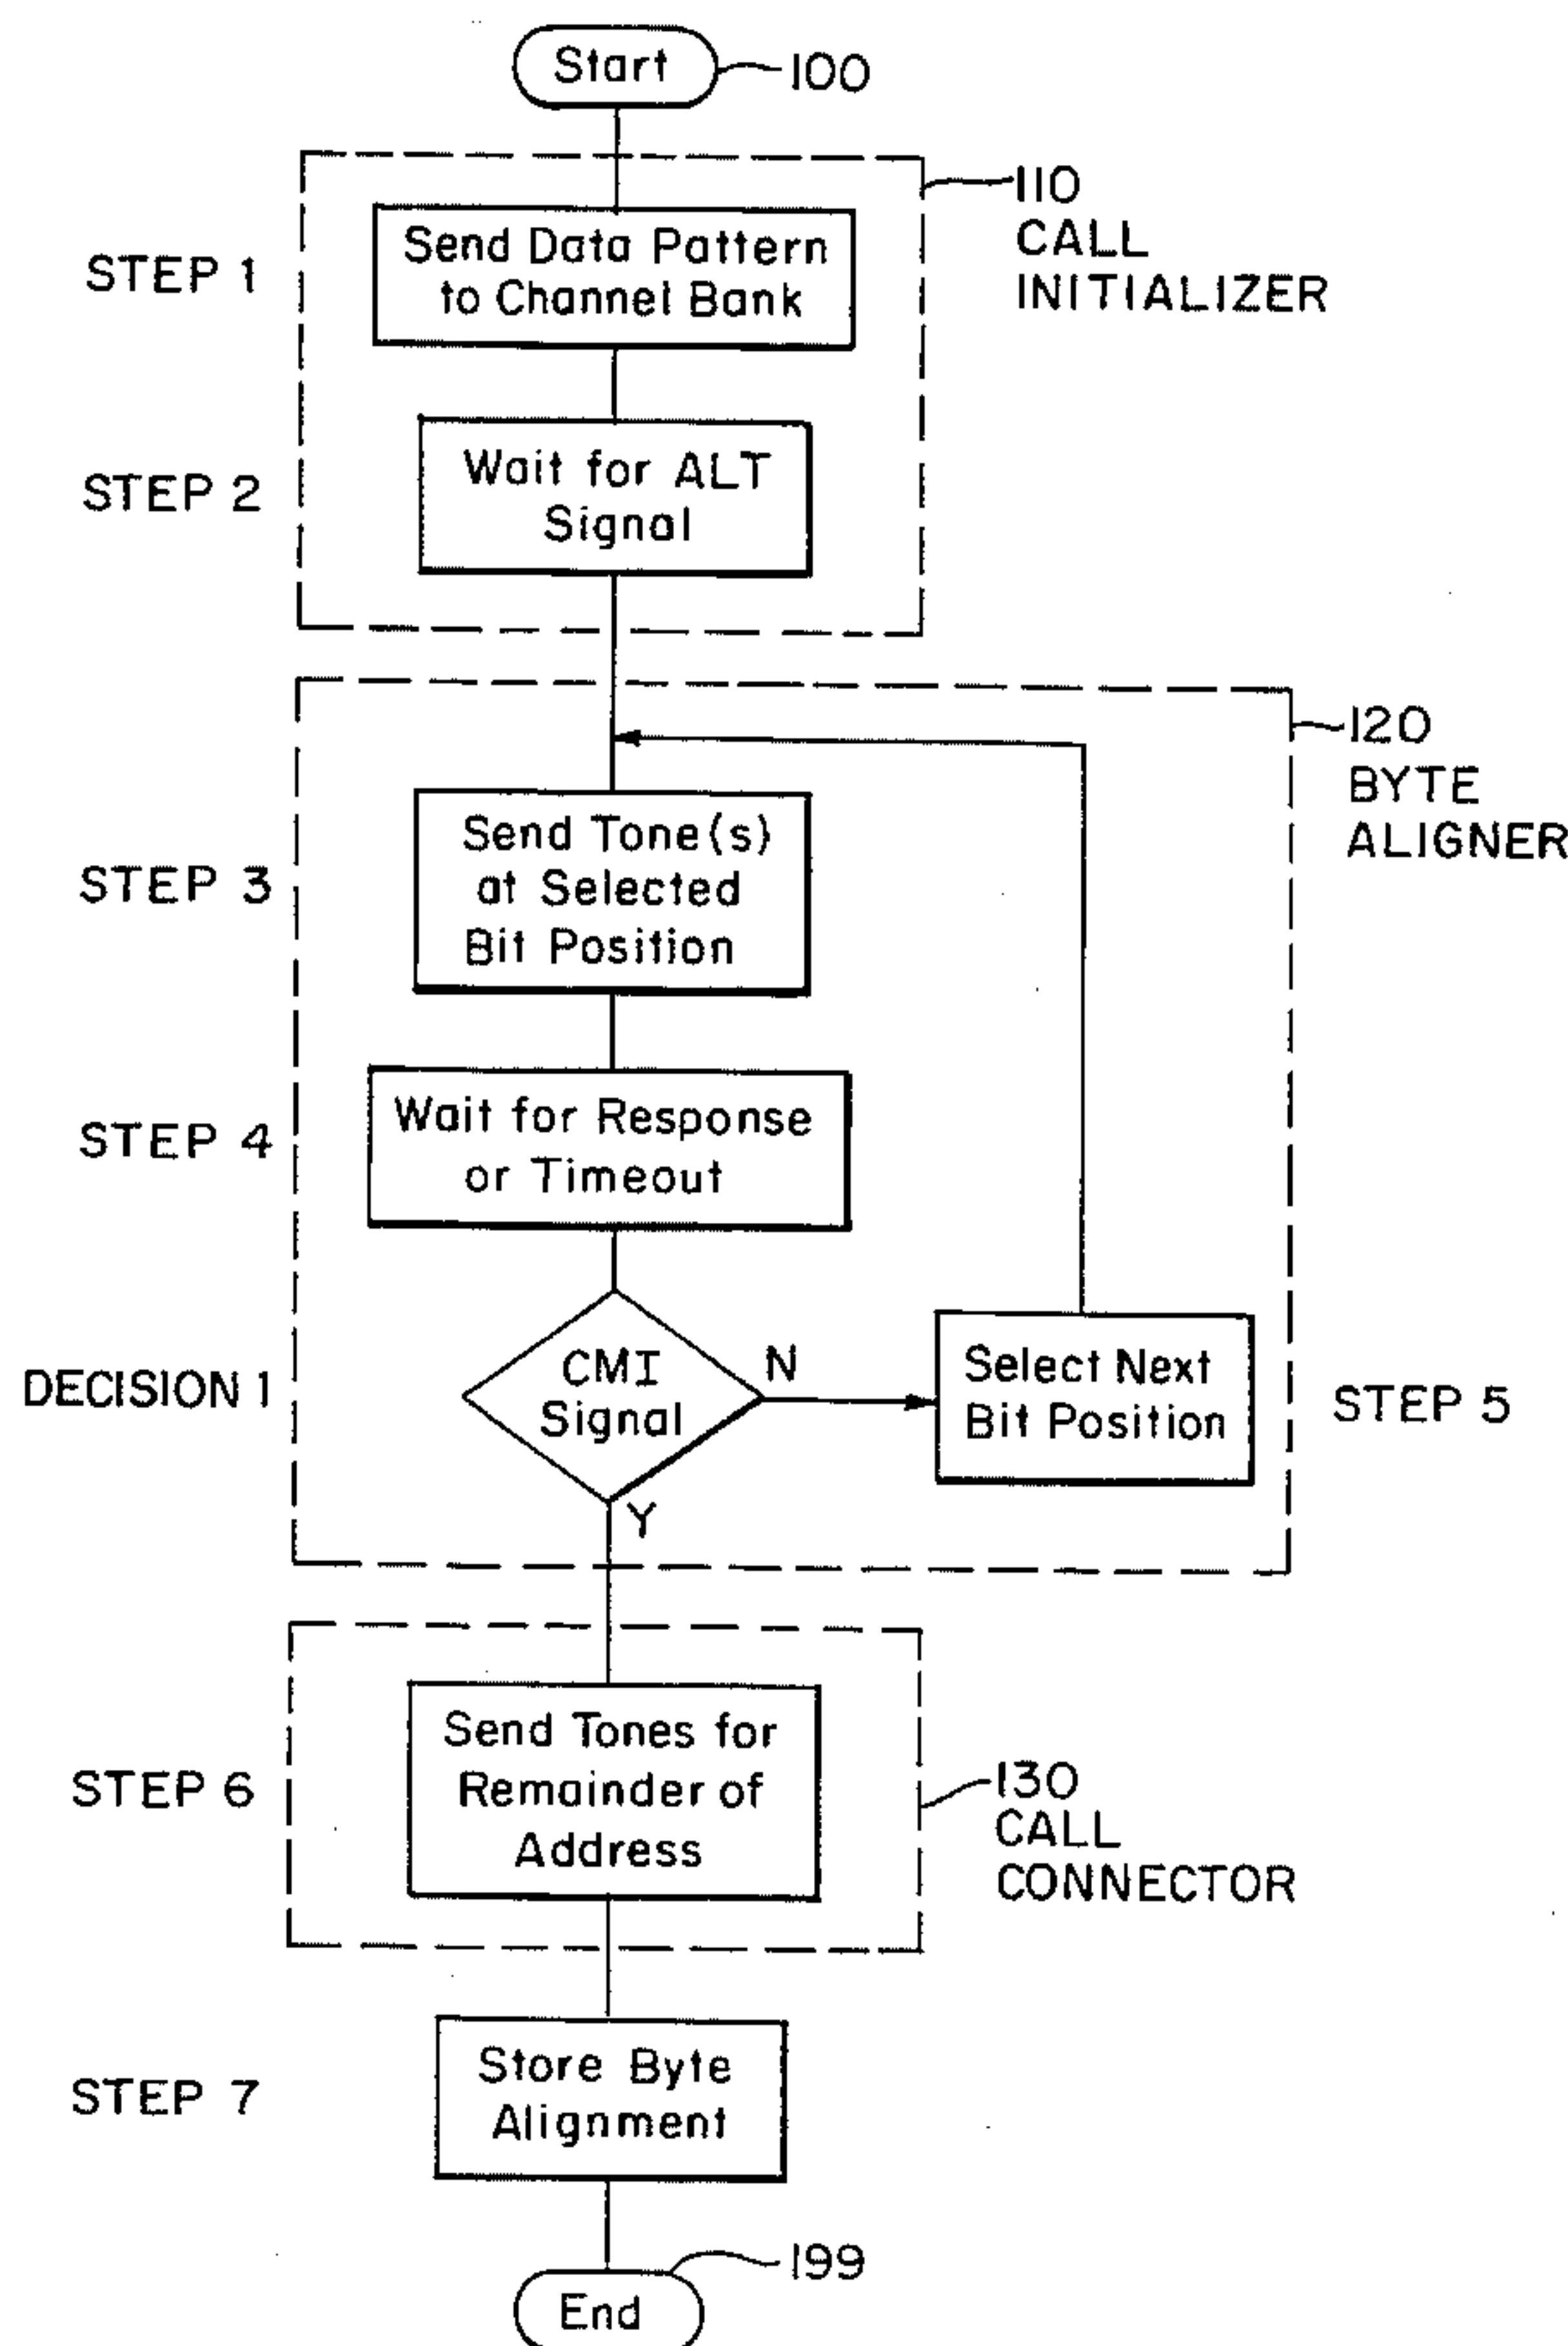 Start
100
110
CALL
INITIALIZER
STEP 1
Send Data Pattern
to Channel Bank
STEP 2
Wait for ALT
Signal
120
BYTE
ALIGNER
STEP 3
Send Tone(s)
at Selected
Bit Position
STEP 4
Wait for Response
or Timeout
DECISION 1
CMI
Signal
N
Y
Select Next
Bit Position
STEP 5
STEP 6
Send Tones for
Remainder of
Address
130
CALL
CONNECTOR
STEP 7
Store Byte
Alignment
199
End